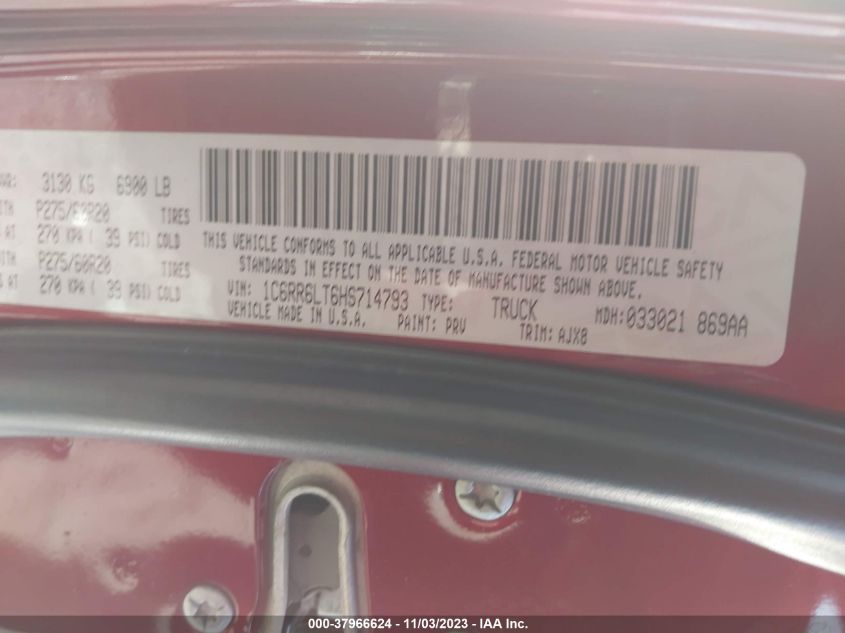 3130 KG 6900 LB
P275/60R20 TIRES
AT 270 KPA ( 39 PSI) COLD
P275/60R20 TIRES
AT 270 KPA ( 39 PSI) COLD
THIS VEHICLE CONFORMS TO ALL APPLICABLE U.S.A. FEDERAL MOTOR VEHICLE SAFETY
STANDARDS IN EFFECT ON THE DATE OF MANUFACTURE SHOWN ABOVE.
VIN: 1C6RR6LT6HS714793 TYPE: TRUCK MDH:033021 869AA
VEHICLE MADE IN U.S.A. PAINT: PRV TRIM: AJX8
000-37966624 - 11/03/2023 - IAA Inc.